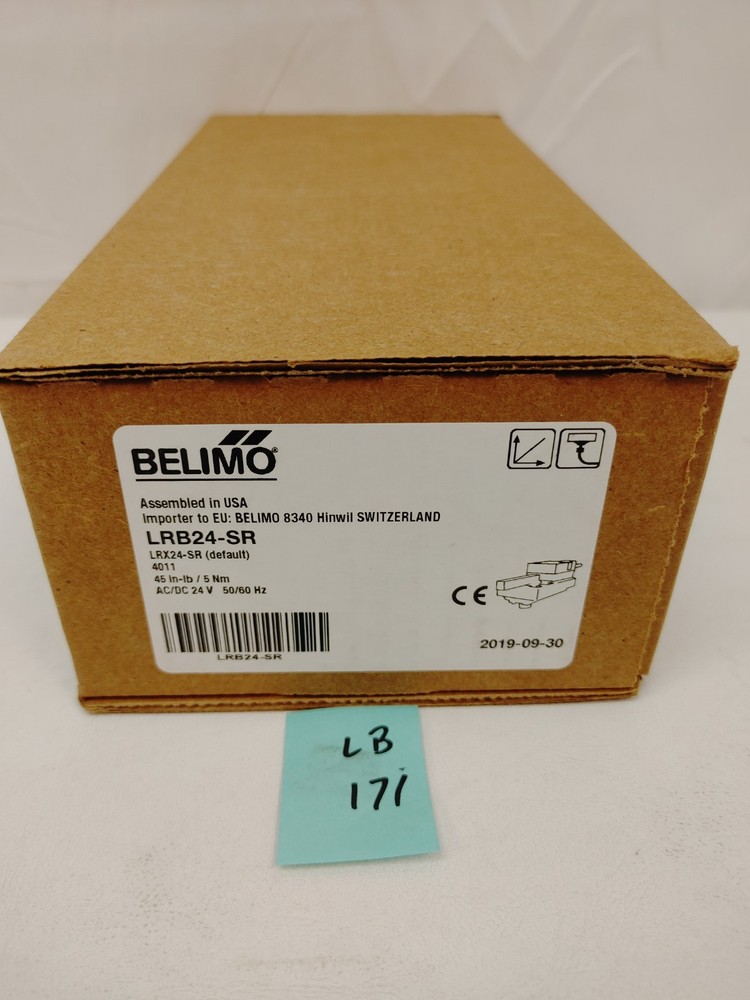 BELIMO®
Assembled in USA
Importer to EU: BELIMO 8340 Hinwil SWITZERLAND
LRB24-SR
LRX24-SR (default)
4011
45 in-lb / 5 Nm
AC/DC 24 V 50/60 Hz
CE
LRB24-SR
2019-09-30
LB
171